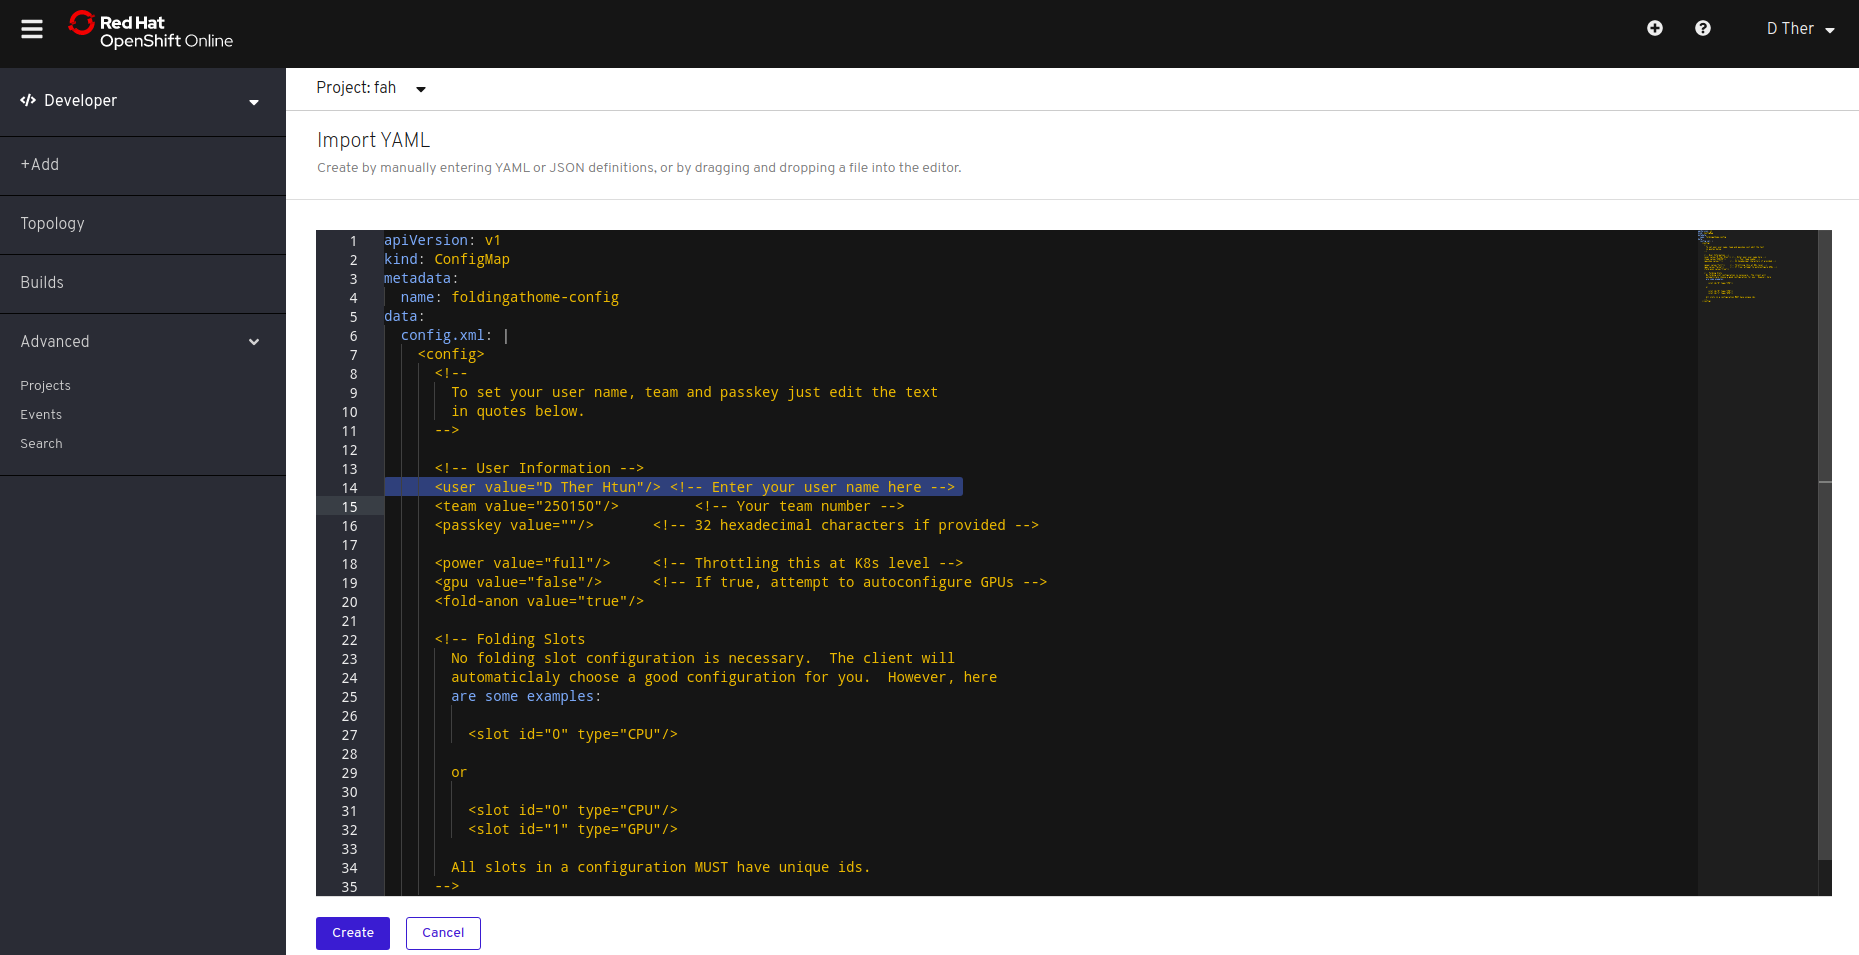 Red Hat
OpenShift Online
D Ther
Developer
+Add
Topology
Builds
Advanced
Projects
Events
Search
Project: fah
Import YAML
Create by manually entering YAML or JSON definitions, or by dragging and dropping a file into the editor.
1 apiVersion: v1
2 kind: ConfigMap
3 metadata:
4   name: foldingathome-config
5 data:
6   config.xml: |
7     <config>
8       <!--
9         To set your user name, team and passkey just edit the text
10         in quotes below.
11       -->
12
13       <!-- User Information -->
14       <user value="D Ther Htun"/> <!-- Enter your user name here -->
15       <team value="250150"/>         <!-- Your team number -->
16       <passkey value=""/>       <!-- 32 hexadecimal characters if provided -->
17
18       <power value="full"/>     <!-- Throttling this at K8s level -->
19       <gpu value="false"/>      <!-- If true, attempt to autoconfigure GPUs -->
20       <fold-anon value="true"/>
21
22       <!-- Folding Slots
23         No folding slot configuration is necessary.  The client will
24         automaticlaly choose a good configuration for you.  However, here
25         are some examples:
26
27           <slot id="0" type="CPU"/>
28
29         or
30
31           <slot id="0" type="CPU"/>
32           <slot id="1" type="GPU"/>
33
34         All slots in a configuration MUST have unique ids.
35       -->
Create
Cancel